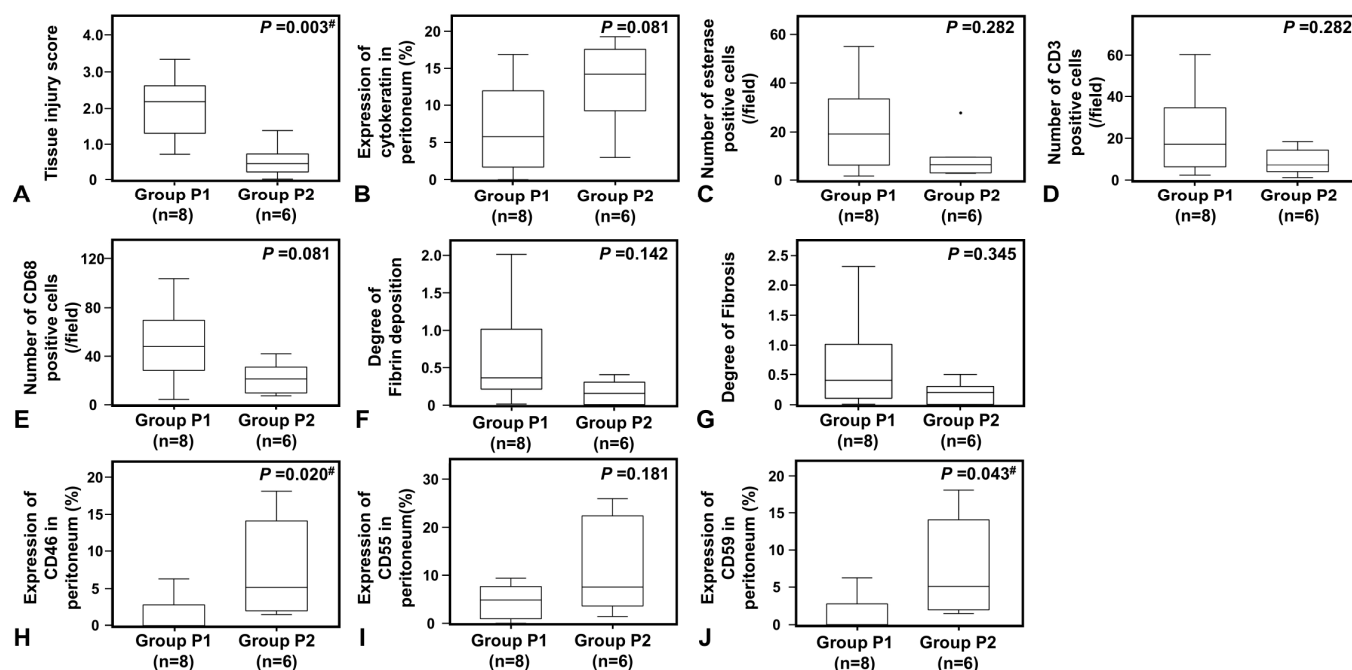 A
Tissue injury score
P =0.003#
4.0
3.0
2.0
1.0
0
Group P1
(n=8)
Group P2
(n=6)
B
Expression of
cytokeratin in
peritoneum (%)
P =0.081
20
15
10
5
0
Group P1
(n=8)
Group P2
(n=6)
C
Number of esterase
positive cells
(/field)
P =0.282
60
40
20
0
Group P1
(n=8)
Group P2
(n=6)
D
Number of CD3
positive cells
(/field)
P =0.282
60
40
20
0
Group P1
(n=8)
Group P2
(n=6)
E
Number of CD68
positive cells
(/field)
P =0.081
120
80
40
0
Group P1
(n=8)
Group P2
(n=6)
F
Degree of
Fibrin deposition
P =0.142
2.0
1.5
1.0
0.5
0
Group P1
(n=8)
Group P2
(n=6)
G
Degree of Fibrosis
P =0.345
2.5
2.0
1.5
1.0
0.5
0
Group P1
(n=8)
Group P2
(n=6)
H
Expression of
CD46 in
peritoneum (%)
P =0.020#
20
15
10
5
0
Group P1
(n=8)
Group P2
(n=6)
I
Expression of
CD55 in
peritoneum(%)
P =0.181
30
20
10
0
Group P1
(n=8)
Group P2
(n=6)
J
Expression of
CD59 in
peritoneum (%)
P =0.043#
20
15
10
5
0
Group P1
(n=8)
Group P2
(n=6)